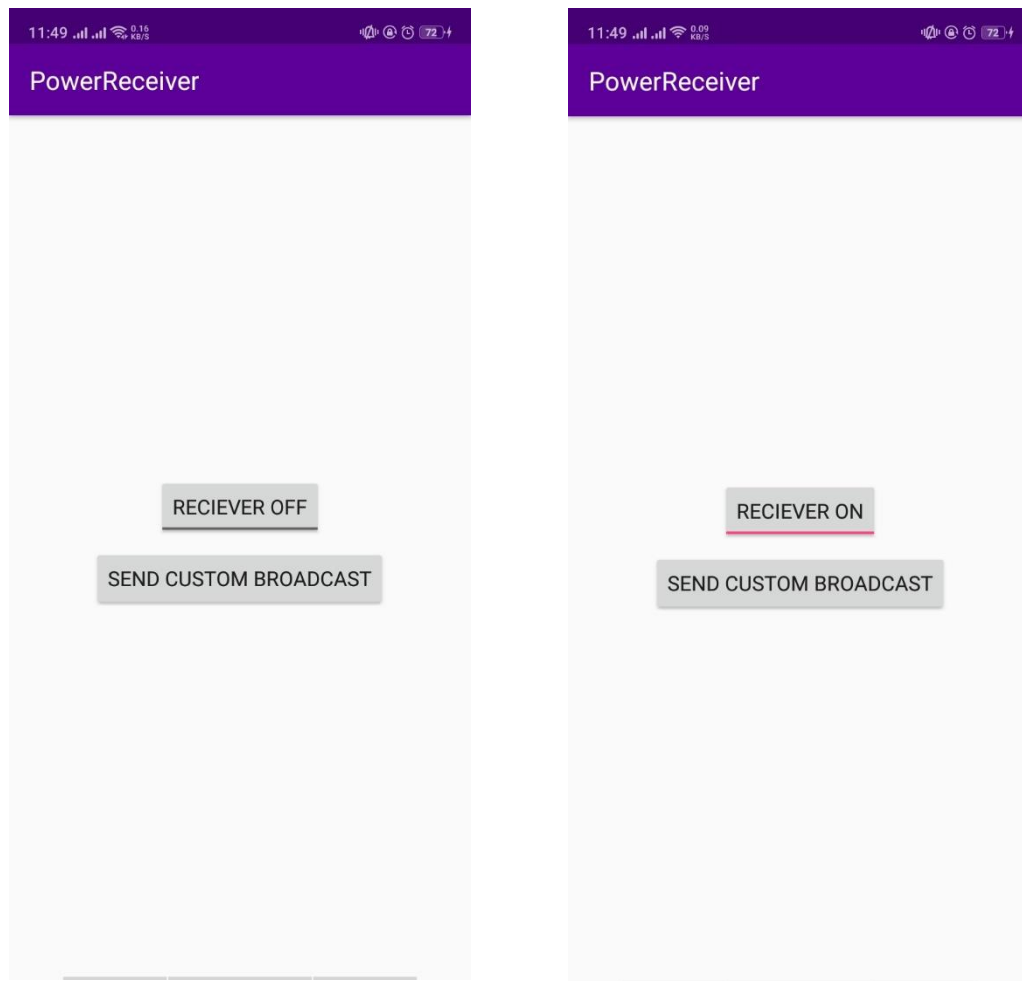 11:49 0.16 KB/S 72
PowerReceiver
RECIEVER OFF
SEND CUSTOM BROADCAST
11:49 0.09 KB/S 72
PowerReceiver
RECIEVER ON
SEND CUSTOM BROADCAST